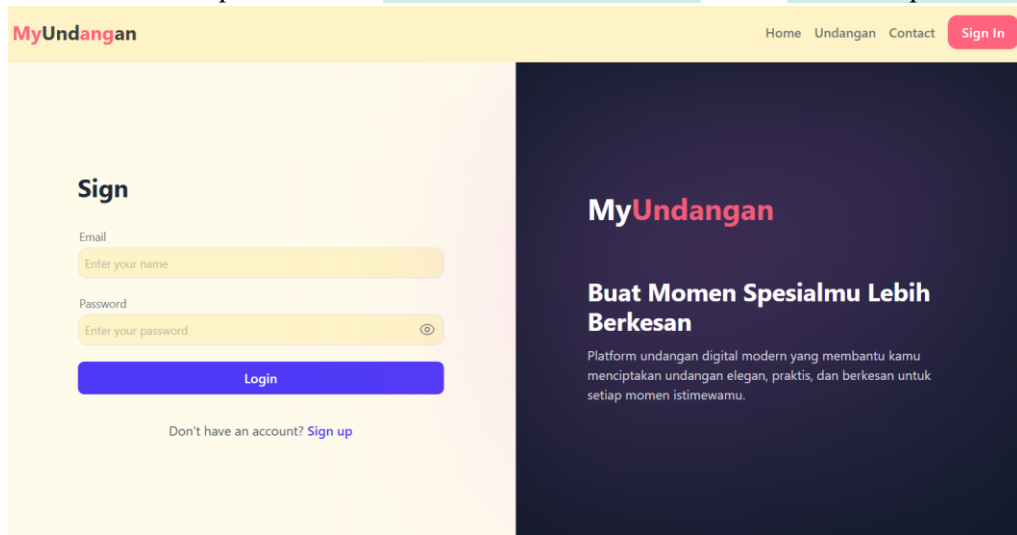 MyUndangan
Home Undangan Contact Sign In
Sign
Email
Enter your name
Password
Enter your password
Login
Don't have an account? Sign up
MyUndangan
Buat Momen Spesialmu Lebih
Berkesan
Platform undangan digital modern yang membantu kamu
menciptakan undangan elegan, praktis, dan berkesan untuk
setiap momen istimewamu.